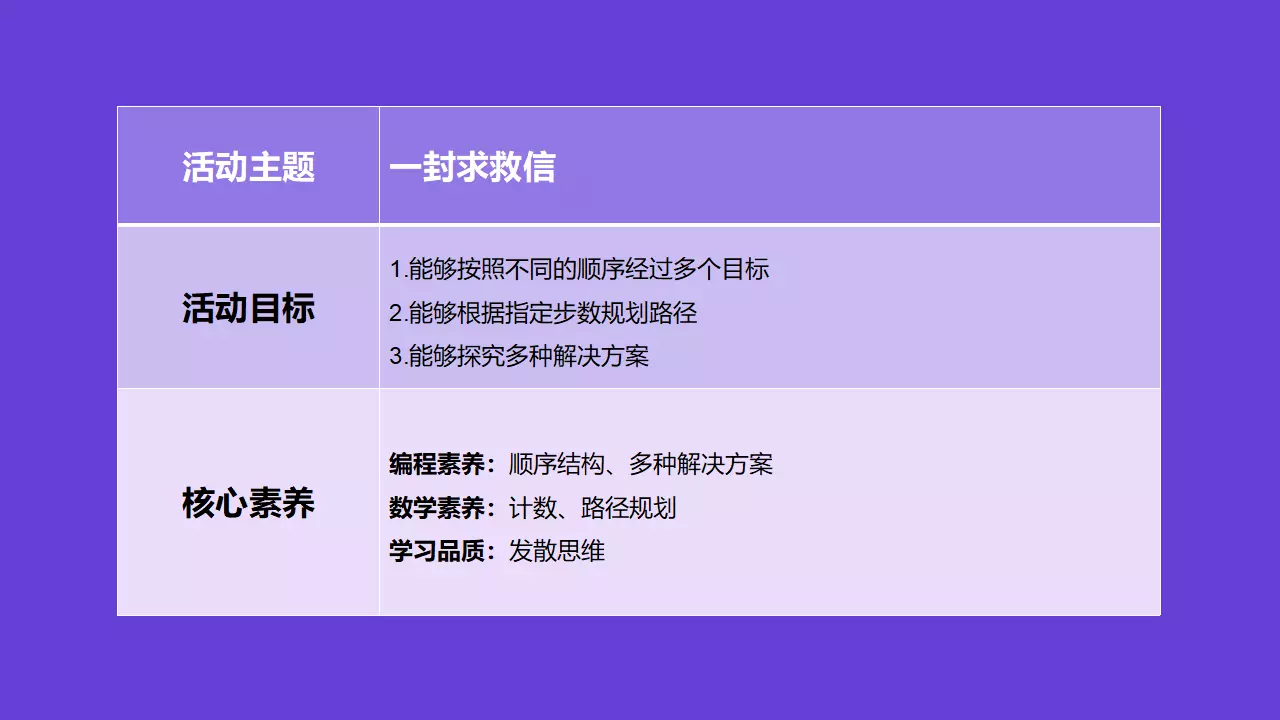 活动主题
一封求救信
活动目标
1.能够按照不同的顺序经过多个目标
2.能够根据指定步数规划路径
3.能够探究多种解决方案
核心素养
编程素养：顺序结构、多种解决方案
数学素养：计数、路径规划
学习品质：发散思维